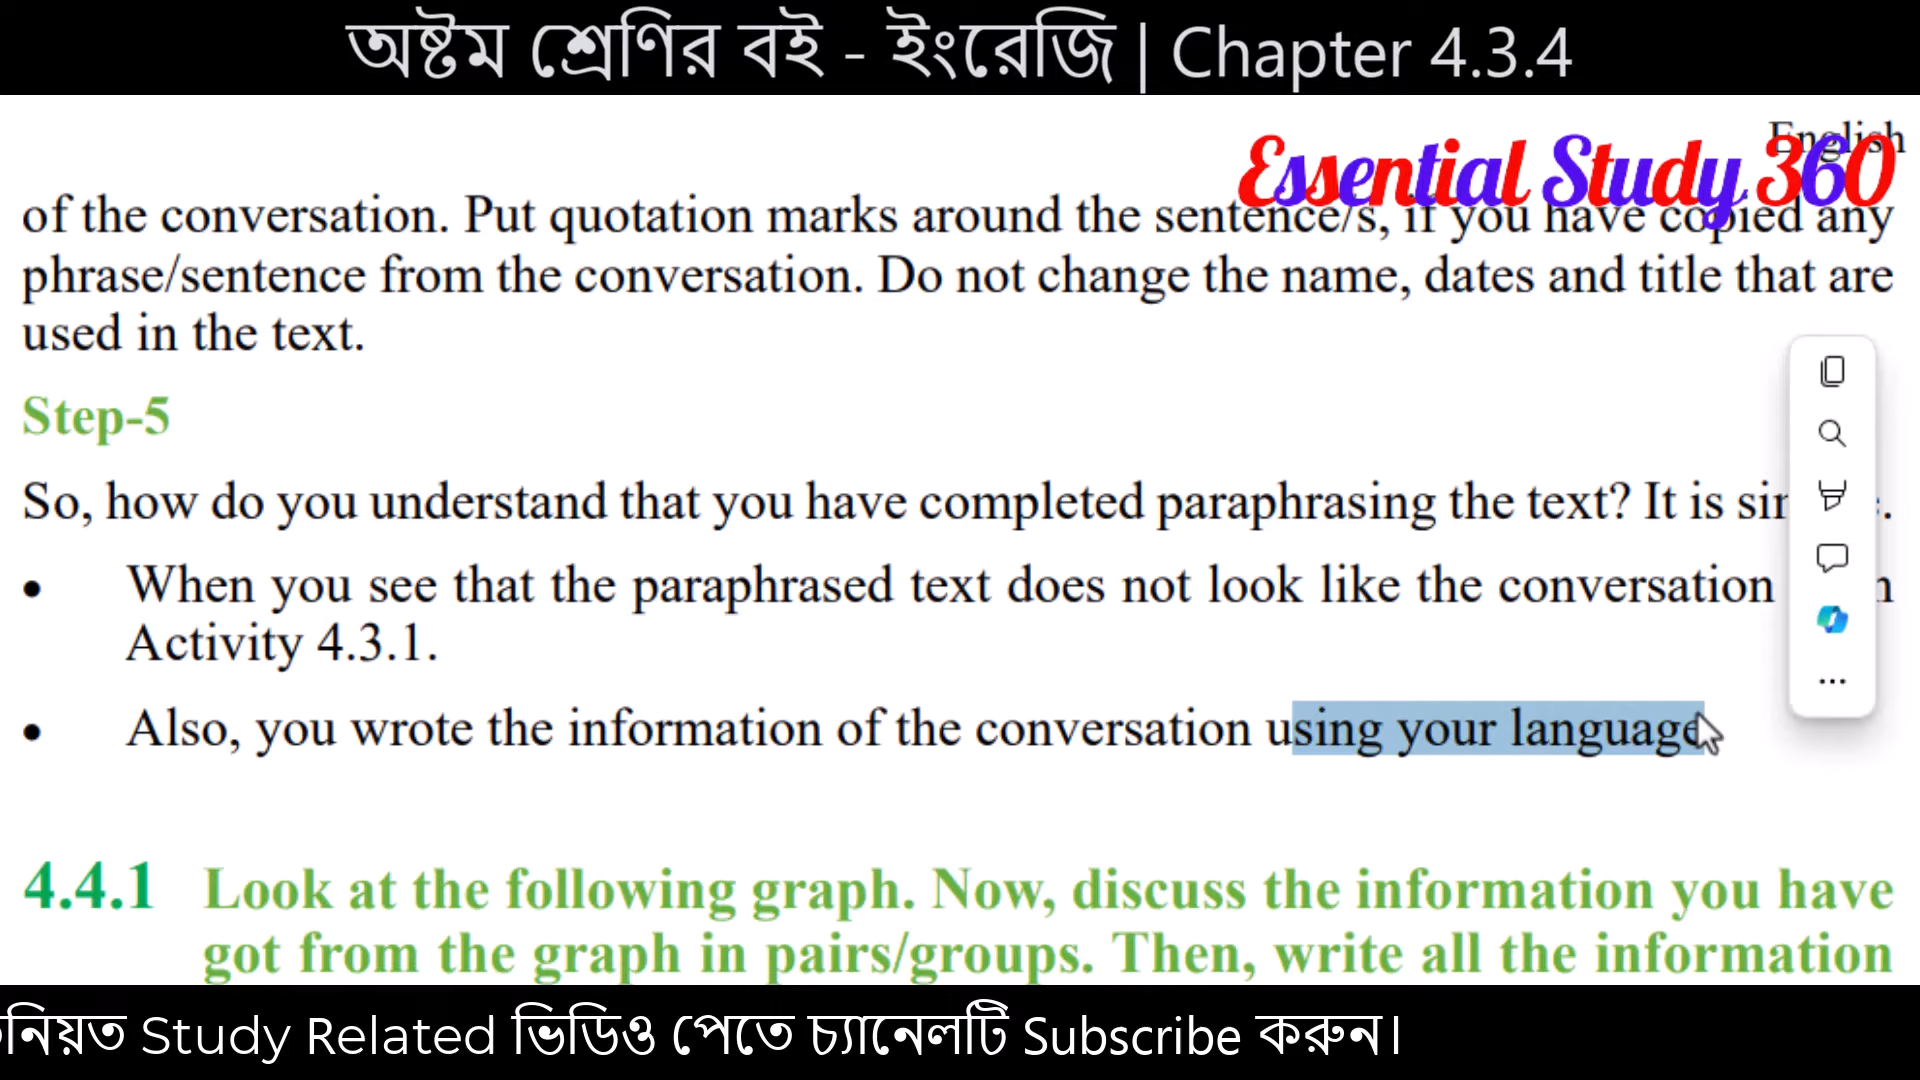 অষ্টম শ্রেণির বই - ইংরেজি | Chapter 4.3.4
English
Essential Study 360
of the conversation. Put quotation marks around the sentence/s, if you have copied any
phrase/sentence from the conversation. Do not change the name, dates and title that are
used in the text.
Step-5
So, how do you understand that you have completed paraphrasing the text? It is
When you see that the paraphrased text does not look like the conversation
Activity 4.3.1.
Also, you wrote the information of the conversation using your language
4.4.1 Look at the following graph. Now, discuss the information you have
got from the graph in pairs/groups. Then, write all the information
Study Related ভিডিও পেতে চ্যানেলটি Subscribe করুন।